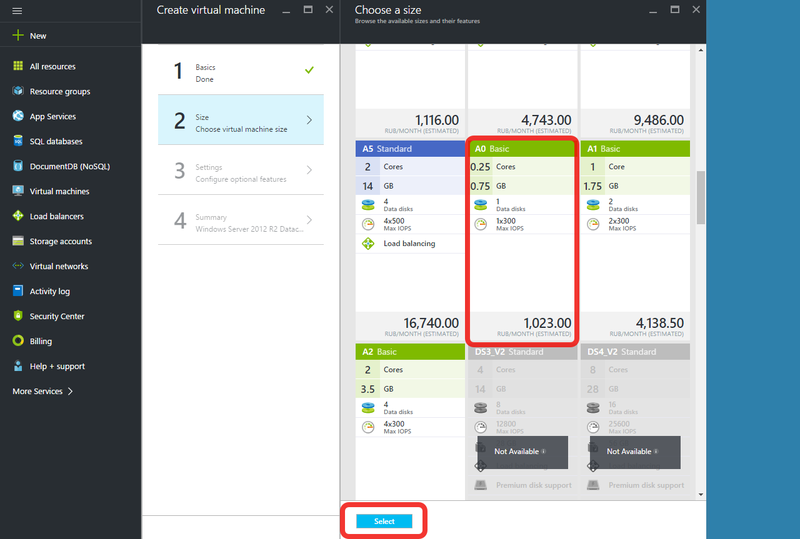 New
All resources
Resource groups
App Services
SQL databases
DocumentDB (NoSQL)
Virtual machines
Load balancers
Storage accounts
Virtual networks
Activity log
Security Center
Billing
Help + support
More Services
Create virtual machine
1
Basics
Done
2
Size
Choose virtual machine size
3
Settings
Configure optional features
4
Summary
Windows Server 2012 R2 Datac...
Choose a size
Browse the available sizes and their features
1,116.00
RUB/MONTH (ESTIMATED)
4,743.00
RUB/MONTH (ESTIMATED)
9,486.00
RUB/MONTH (ESTIMATED)
A5 Standard
2 Cores
14 GB
4
Data disks
4x500
Max IOPS
Load balancing
16,740.00
RUB/MONTH (ESTIMATED)
A0 Basic
0.25 Cores
0.75 GB
1
Data disks
1x300
Max IOPS
1,023.00
RUB/MONTH (ESTIMATED)
A1 Basic
1 Core
1.75 GB
2
Data disks
2x300
Max IOPS
4,138.50
RUB/MONTH (ESTIMATED)
A2 Basic
2 Cores
3.5 GB
4
Data disks
4x300
Max IOPS
DS3_V2 Standard
4 Cores
14 GB
8
Data disks
12800
Max IOPS
Not Available
Premium disk support
DS4_V2 Standard
8 Cores
28 GB
16
Data disks
25600
Max IOPS
Not Available
Premium disk support
Select